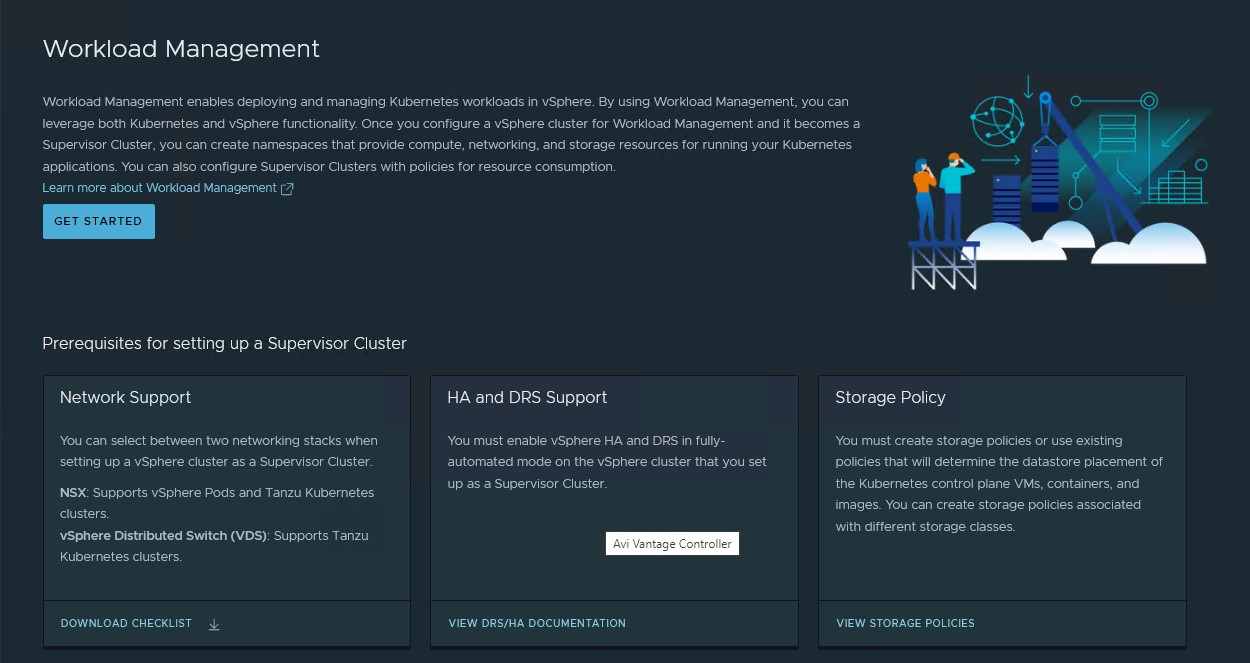 Workload Management
Workload Management enables deploying and managing Kubernetes workloads in vSphere. By using Workload Management, you can
leverage both Kubernetes and vSphere functionality. Once you configure a vSphere cluster for Workload Management and it becomes a
Supervisor Cluster, you can create namespaces that provide compute, networking, and storage resources for running your Kubernetes
applications. You can also configure Supervisor Clusters with policies for resource consumption.
Learn more about Workload Management
GET STARTED
Prerequisites for setting up a Supervisor Cluster
Network Support
You can select between two networking stacks when
setting up a vSphere cluster as a Supervisor Cluster.
NSX: Supports vSphere Pods and Tanzu Kubernetes
clusters.
vSphere Distributed Switch (VDS): Supports Tanzu
Kubernetes clusters.
DOWNLOAD CHECKLIST
HA and DRS Support
You must enable vSphere HA and DRS in fully-
automated mode on the vSphere cluster that you set
up as a Supervisor Cluster.
Avi Vantage Controller
VIEW DRS/HA DOCUMENTATION
Storage Policy
You must create storage policies or use existing
policies that will determine the datastore placement of
the Kubernetes control plane VMs, containers, and
images. You can create storage policies associated
with different storage classes.
VIEW STORAGE POLICIES